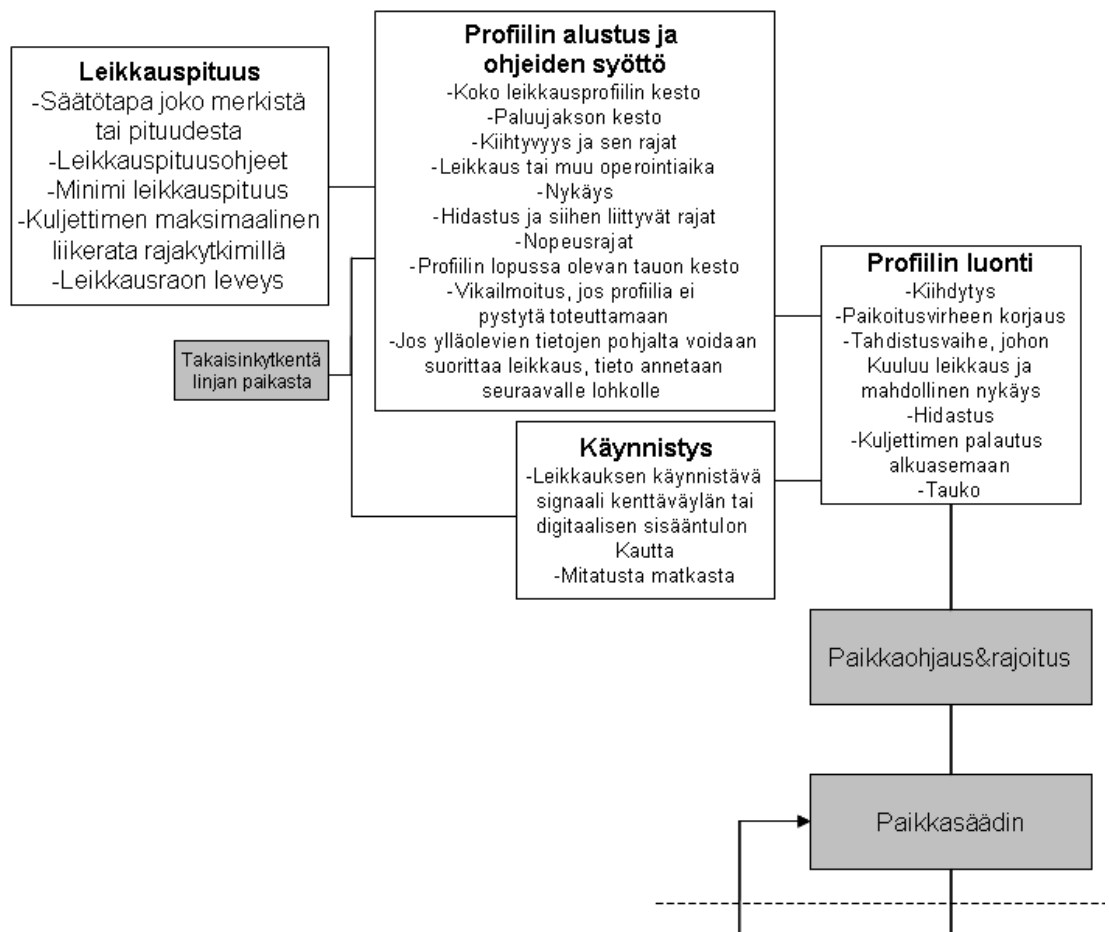 Leikkauspituus
-Säätötapa joko merkistä
tai pituudesta
-Leikkauspituusohjeet
-Minimi leikkauspituus
-Kuljettimen maksimaalinen
liikerata rajakytkimillä
-Leikkausraon leveys
Profiilin alustus ja
ohjeiden syöttö
-Koko leikkausprofiilin kesto
-Paluujakson kesto
-Kiihtyvyys ja sen rajat
-Leikkaus tai muu operointiaika
-Nykäys
-Hidastus ja siihen liittyvät rajat
-Nopeusrajat
-Profiilin lopussa olevan tauon kesto
-Vikailmoitus, jos profiilia ei
pystytä toteuttamaan
-Jos ylläolevien tietojen pohjalta voidaan
suorittaa leikkaus, tieto annetaan
seuraavalle lohkolle
Takaisinkytkentä
linjan paikasta
Käynnistys
-Leikkauksen käynnistävä
signaali kenttäväylän tai
digitaalisen sisääntulon
Kautta
-Mitatusta matkasta
Profiilin luonti
-Kiihdytys
-Paikoitusvirheen korjaus
-Tahdistusvaihe, johon
Kuuluu leikkaus ja
mahdollinen nykäys
-Hidastus
-Kuljettimen palautus
alkuasemaan
-Tauko
Paikkaohjaus&rajoitus
Paikkasäädin